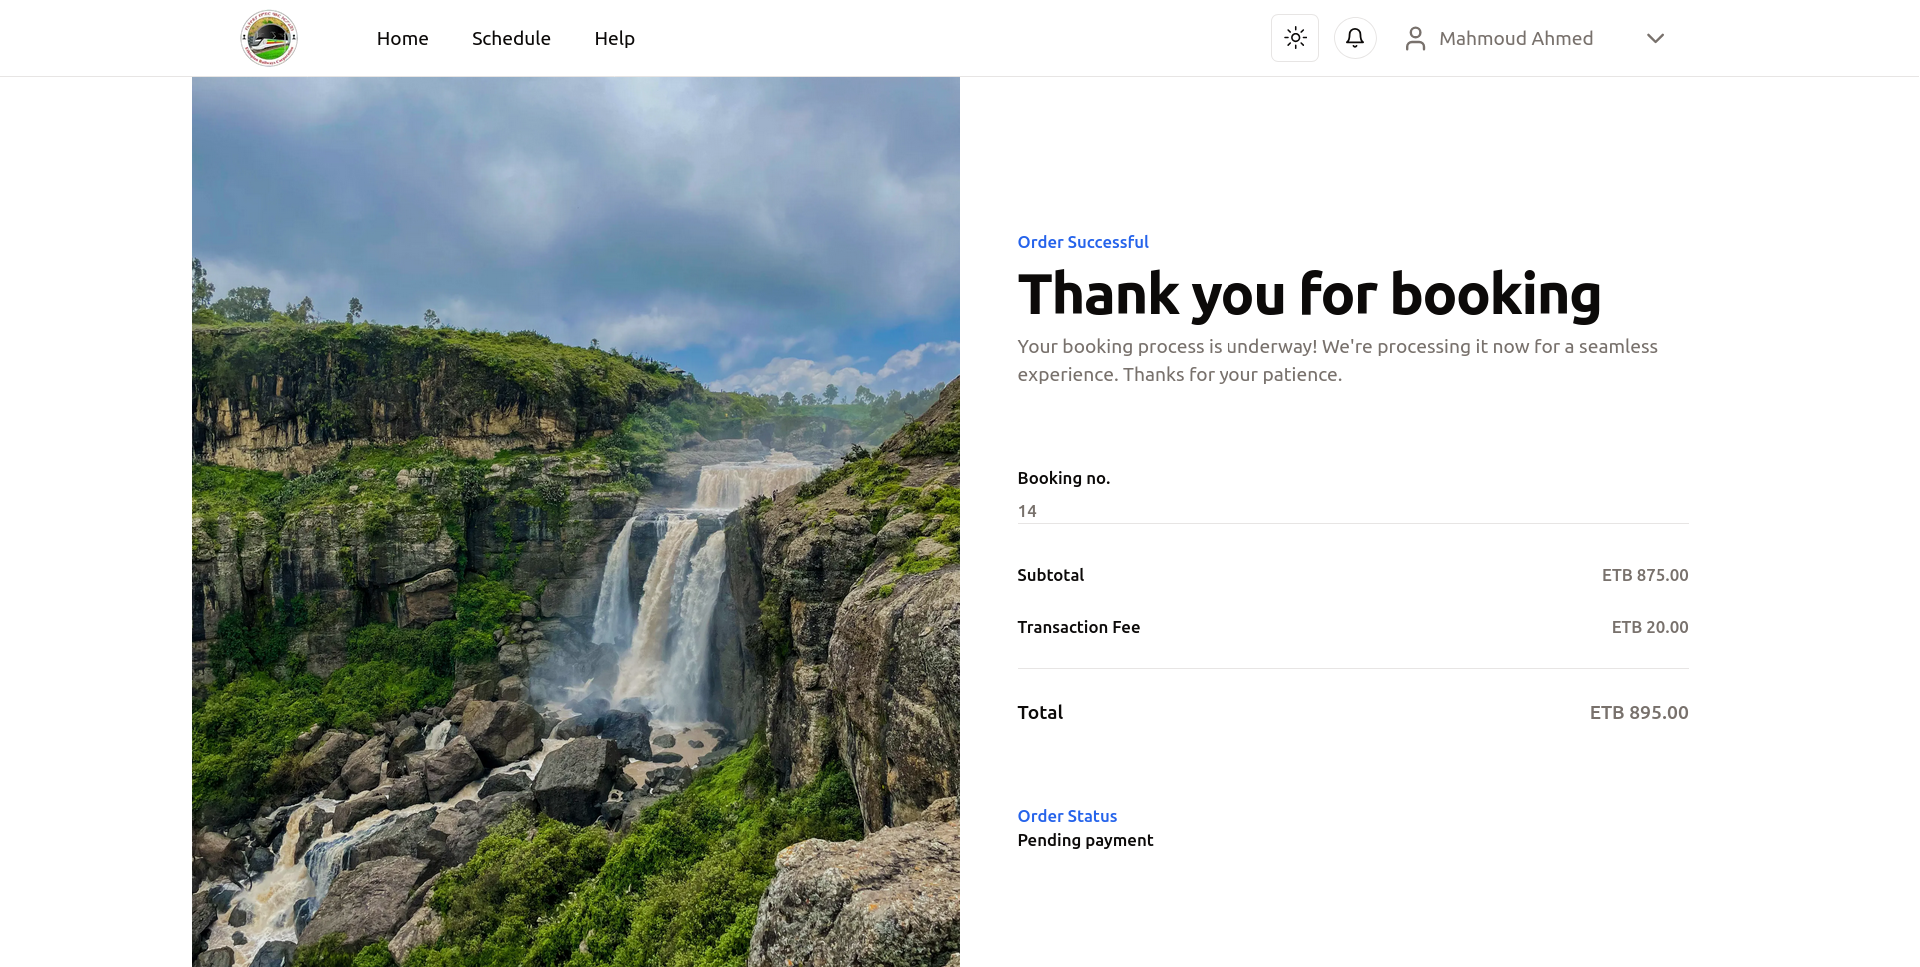 Home
Schedule
Help
Mahmoud Ahmed
Order Successful
Thank you for booking
Your booking process is underway! We're processing it now for a seamless
experience. Thanks for your patience.
Booking no.
14
Subtotal
ETB 875.00
Transaction Fee
ETB 20.00
Total
ETB 895.00
Order Status
Pending payment